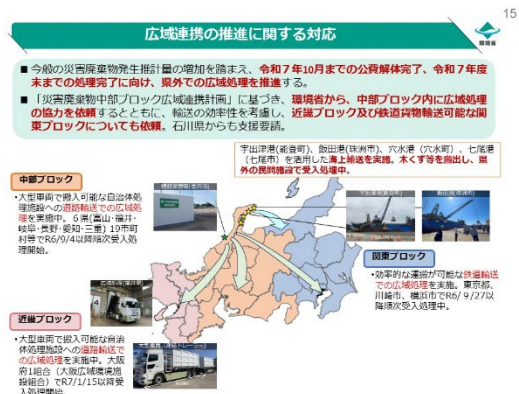 15
広域連携の推進に関する対応
環境省
■今般の災害廃棄物発生推計量の増加を踏まえ、令和7年10月までの公費解体完了、令和7年度
末までの処理完了に向け、県外での広域処理を推進する。
■「災害廃棄物中部ブロック広域連携計画」に基づき、環境省から、中部ブロック内に広域処理
の協力を依頼するとともに、輸送の効率性を考慮し、近畿ブロック及び鉄道貨物輸送可能な関
東ブロックについても依頼。石川県からも支援要請。
宇出津港(能登町)、飯田港(珠洲市)、穴水港(穴水町)、七尾港
(七尾市)を活用した海上輸送を実施。木くず等を搬出し、県
外の民間施設で受入処理中。
中部ブロック
・大型車両で搬入可能な自治体処
理施設への道路輸送での広域処
理を実施中。6県(富山・福井・
岐阜・長野・愛知・三重)19市町
村等でR6/9/4以降順次受入処
理開始。
関東ブロック
・効率的な運搬が可能な鉄道輸送
での広域処理を実施。東京都、
川崎市、横浜市でR6/9/27以
降順次受入処理中。
近畿ブロック
・大型車両で搬入可能な自治
体処理施設への道路輸送で
の広域処理を実施中。大阪
府1組合(大阪広域環境施
設組合)でR7/1/15以降受
入処理開始。